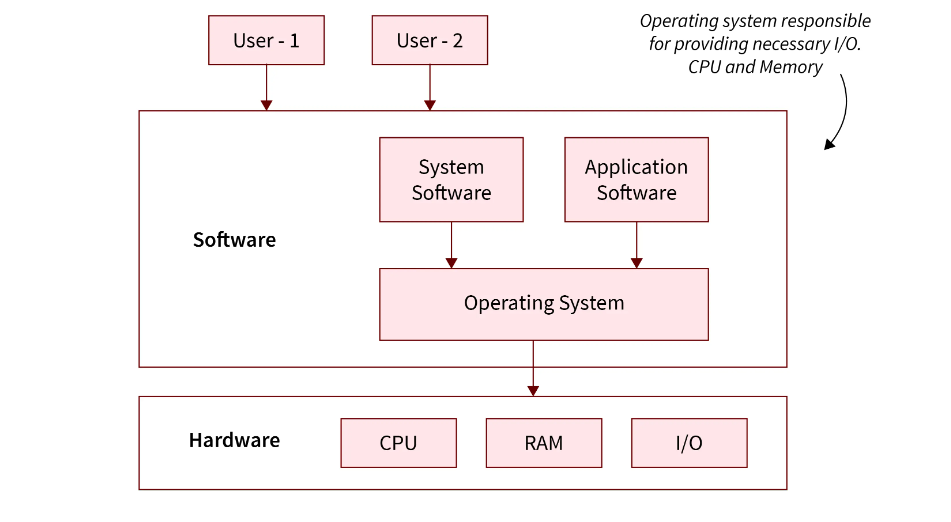 User - 1
User - 2
Operating system responsible
for providing necessary I/O.
CPU and Memory
System
Software
Application
Software
Software
Operating System
Hardware
CPU
RAM
I/O